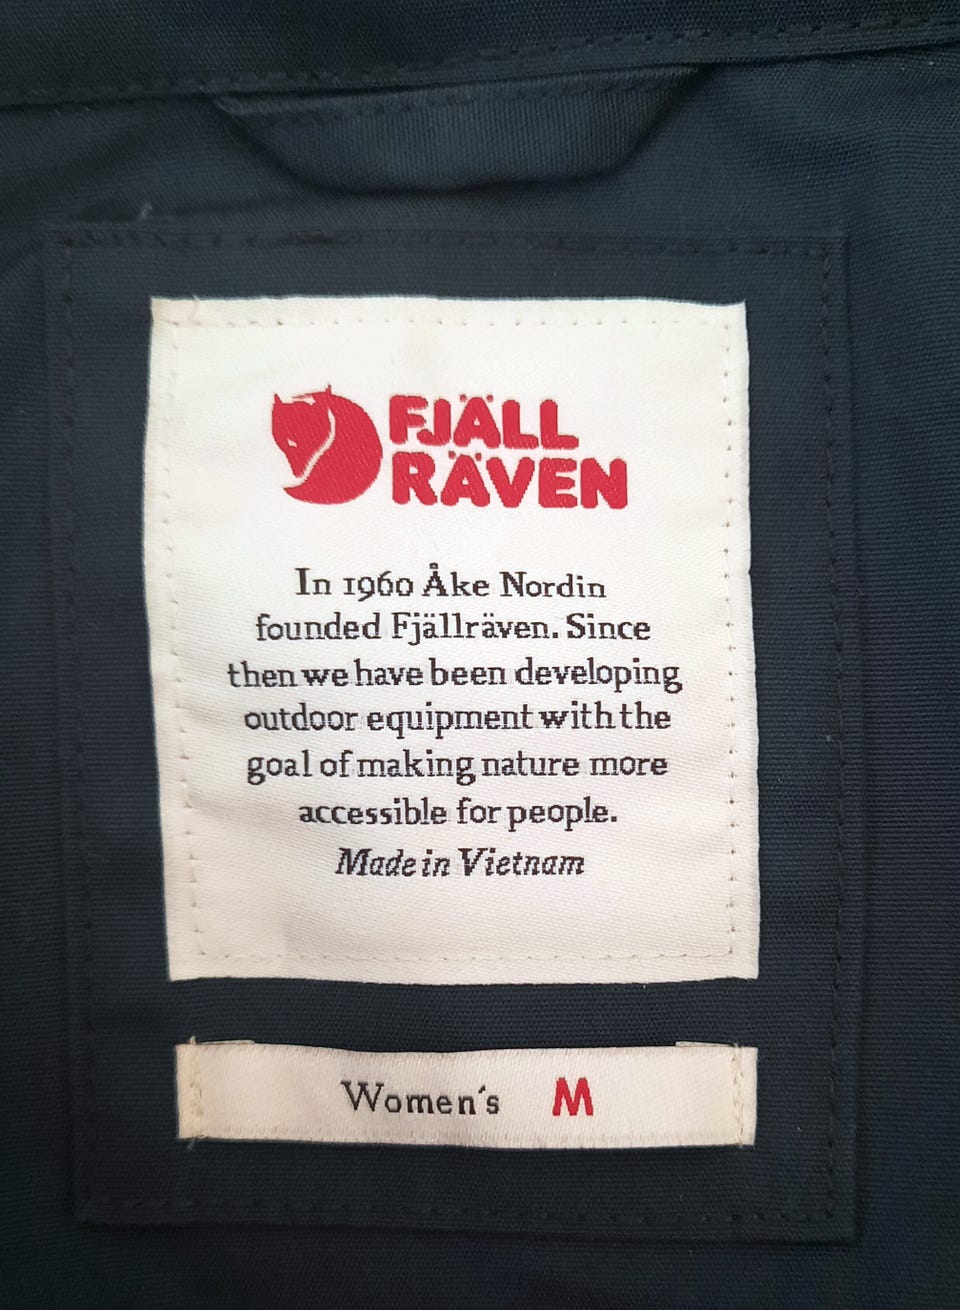 FJÄLL
RÄVEN
In 1960 Åke Nordin
founded Fjällräven. Since
then we have been developing
outdoor equipment with the
goal of making nature more
accessible for people.
Made in Vietnam
Women´s M